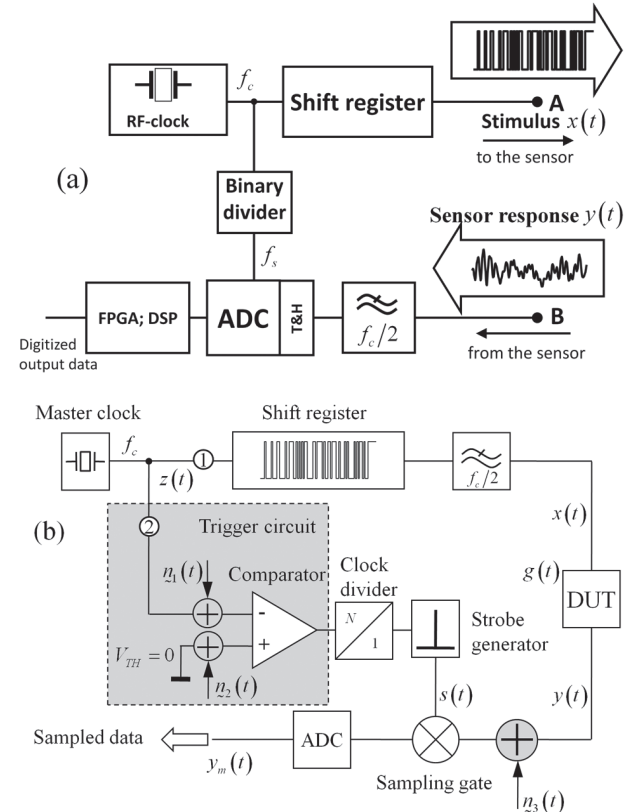 f_c
RF-clock
Shift register
A
Stimulus x(t)
to the sensor
(a)
Binary
divider
Sensor response y(t)
f_s
FPGA; DSP
ADC
T&H
f_c/2
B
Digitized
output data
from the sensor
Master clock
Shift register
f_c
1
z(t)
f_c/2
(b)
2
Trigger circuit
x(t)
n_1(t)
Comparator
Clock
divider
g(t)
DUT
-
+
N
1
Strobe
generator
V_TH = 0
n_2(t)
s(t)
y(t)
Sampled data
ADC
y_m(t)
Sampling gate
n_3(t)